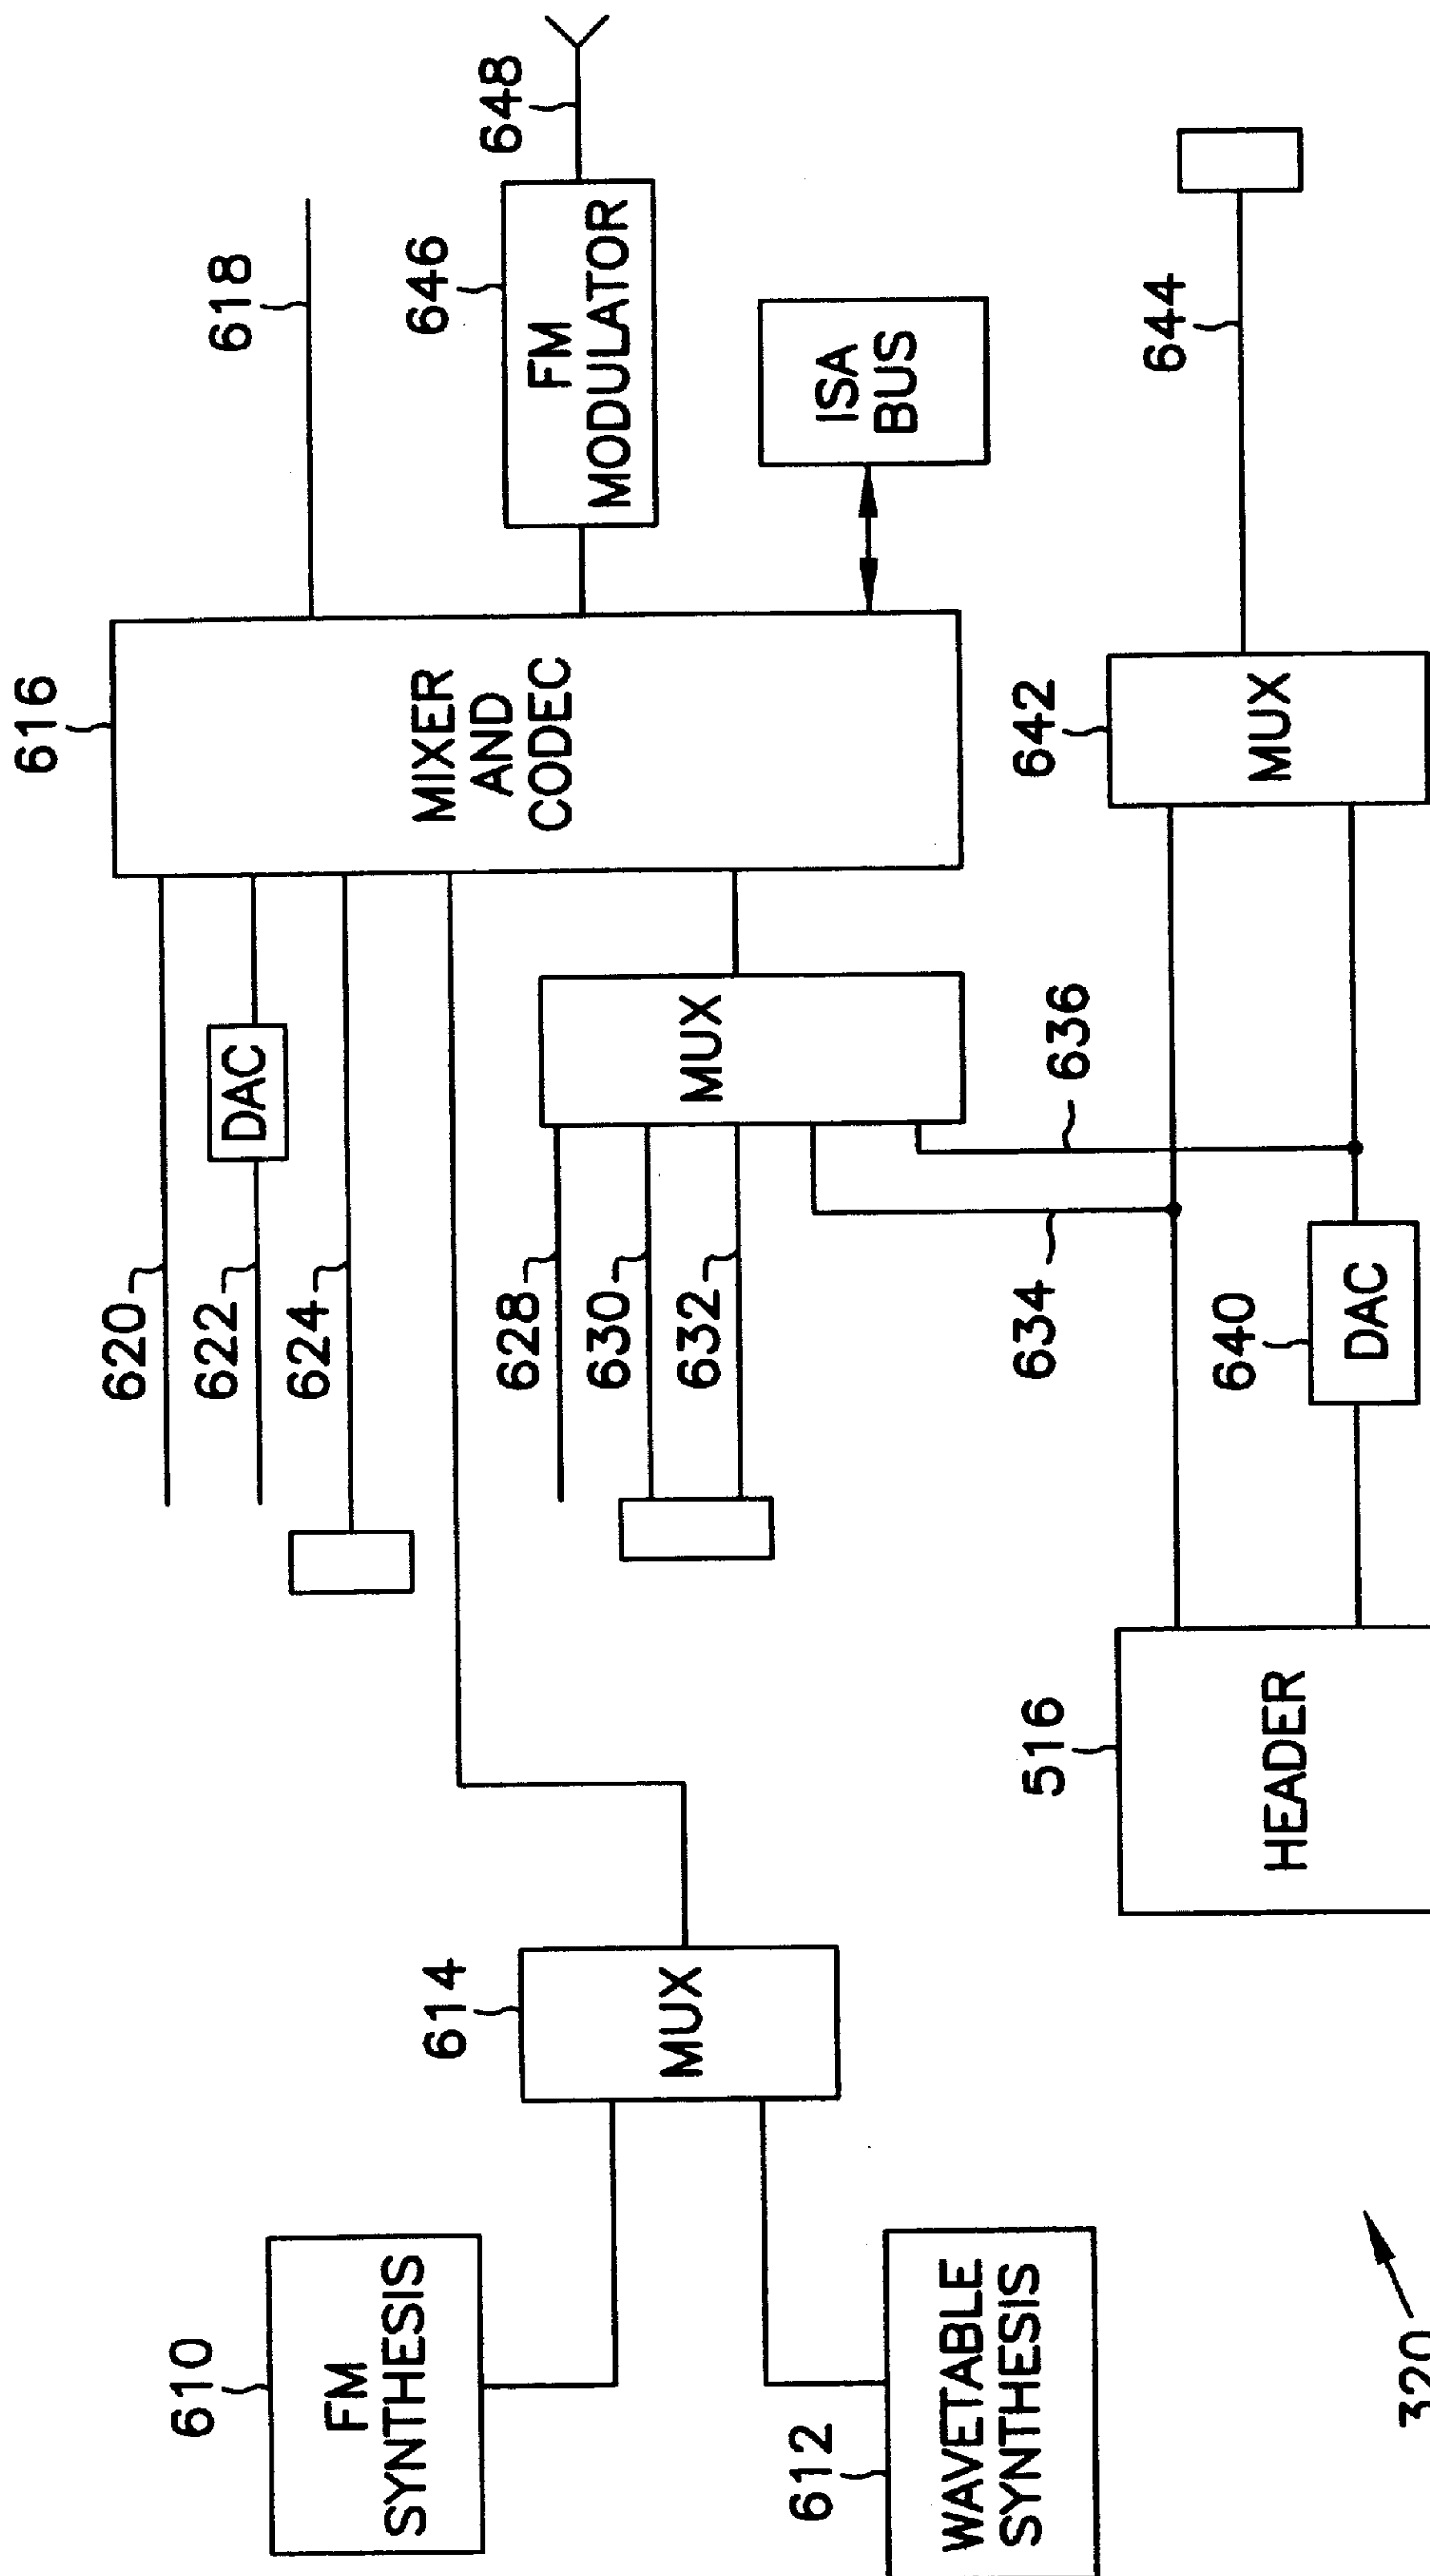 610
FM
SYNTHESIS
612
WAVETABLE
SYNTHESIS
614
MUX
620
622
DAC
624
616
MIXER
AND
CODEC
618
646
FM
MODULATOR
648
ISA
BUS
628
630
632
MUX
634
636
516
HEADER
640
DAC
642
MUX
644
320